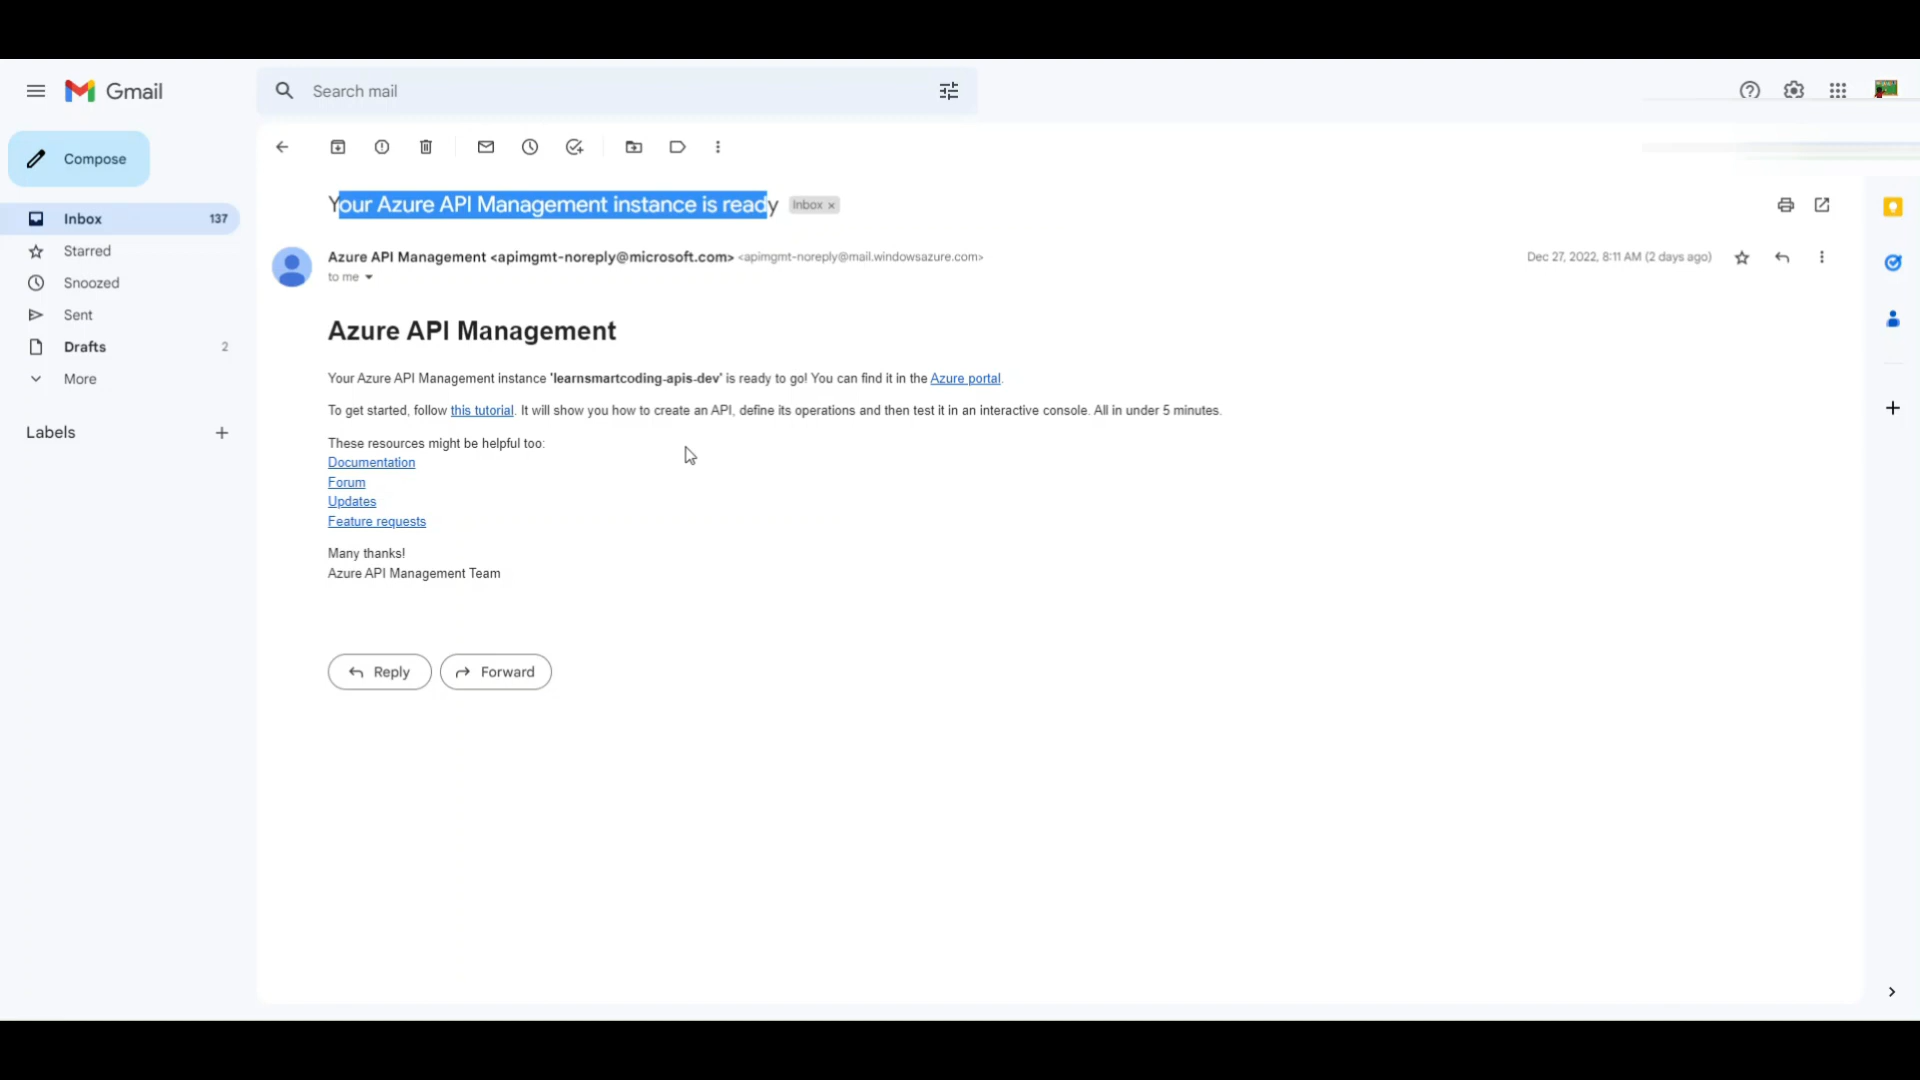 Gmail
Search mail
Compose
Inbox 137
Starred
Snoozed
Sent
Drafts 2
More
Labels
Your Azure API Management instance is ready Inbox ×
Azure API Management <apimgmt-noreply@microsoft.com> <apimgmt-noreply@mail.windowsazure.com>
Dec 27, 2022, 8:11 AM (2 days ago)
to me
Azure API Management
Your Azure API Management instance 'learnsmartcoding-apis-dev' is ready to go! You can find it in the Azure portal.
To get started, follow this tutorial. It will show you how to create an API, define its operations and then test it in an interactive console. All in under 5 minutes.
These resources might be helpful too:
Documentation
Forum
Updates
Feature requests
Many thanks!
Azure API Management Team
Reply
Forward